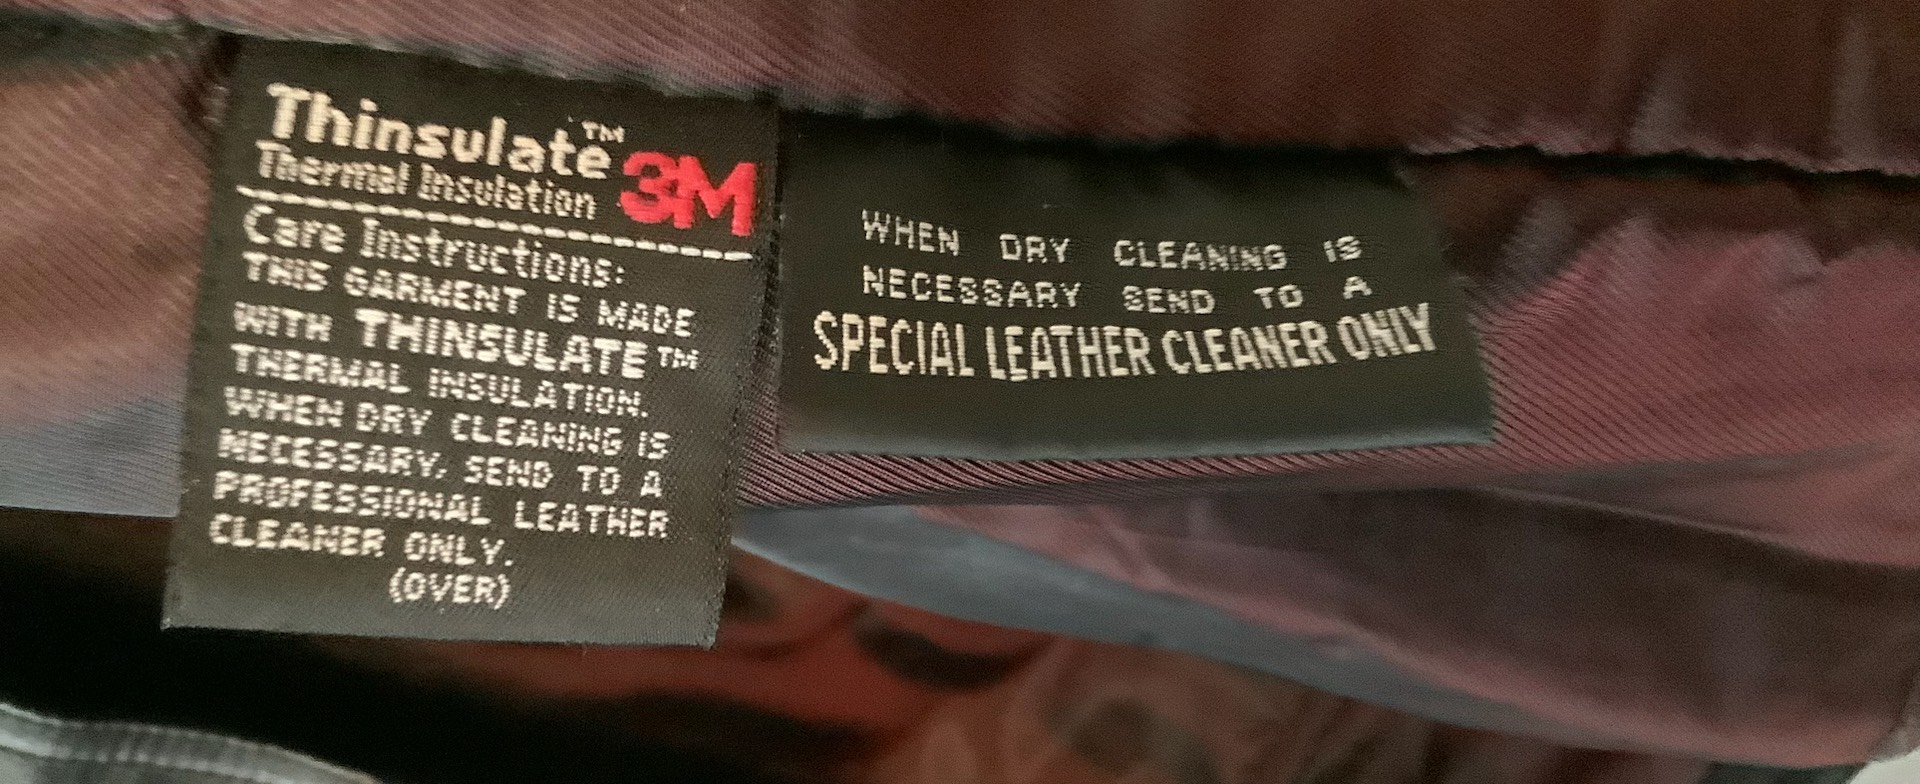 Thinsulate™
Thermal Insulation
3M
Care Instructions:
THIS GARMENT IS MADE
WITH THINSULATE™
THERMAL INSULATION.
WHEN DRY CLEANING IS
NECESSARY, SEND TO A
PROFESSIONAL LEATHER
CLEANER ONLY.
(OVER)
WHEN DRY CLEANING IS
NECESSARY SEND TO A
SPECIAL LEATHER CLEANER ONLY